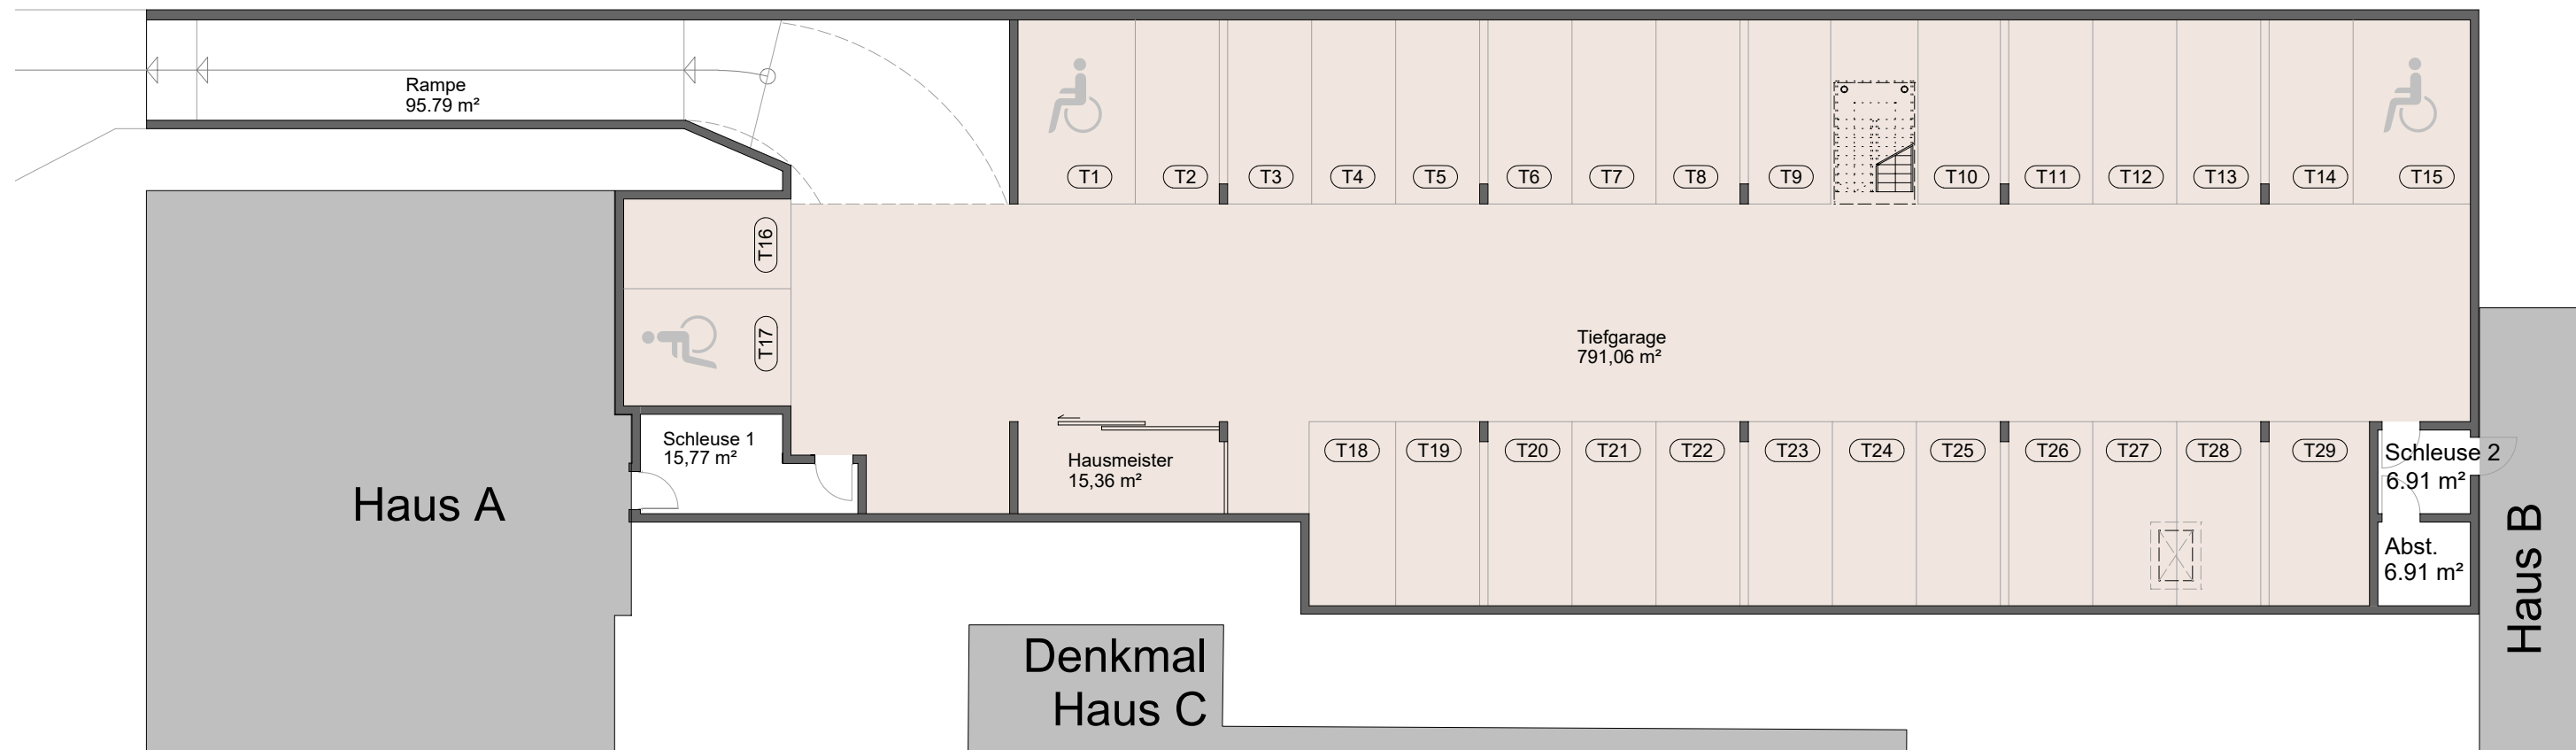 Rampe
95.79 m²
T1
T2
T3
T4
T5
T6
T7
T8
T9
T10
T11
T12
T13
T14
T15
T16
T17
Tiefgarage
791,06 m²
Schleuse 1
15,77 m²
Hausmeister
15,36 m²
T18
T19
T20
T21
T22
T23
T24
T25
T26
T27
T28
T29
Schleuse 2
6.91 m²
Abst.
6.91 m²
Haus A
Haus B
Denkmal
Haus C